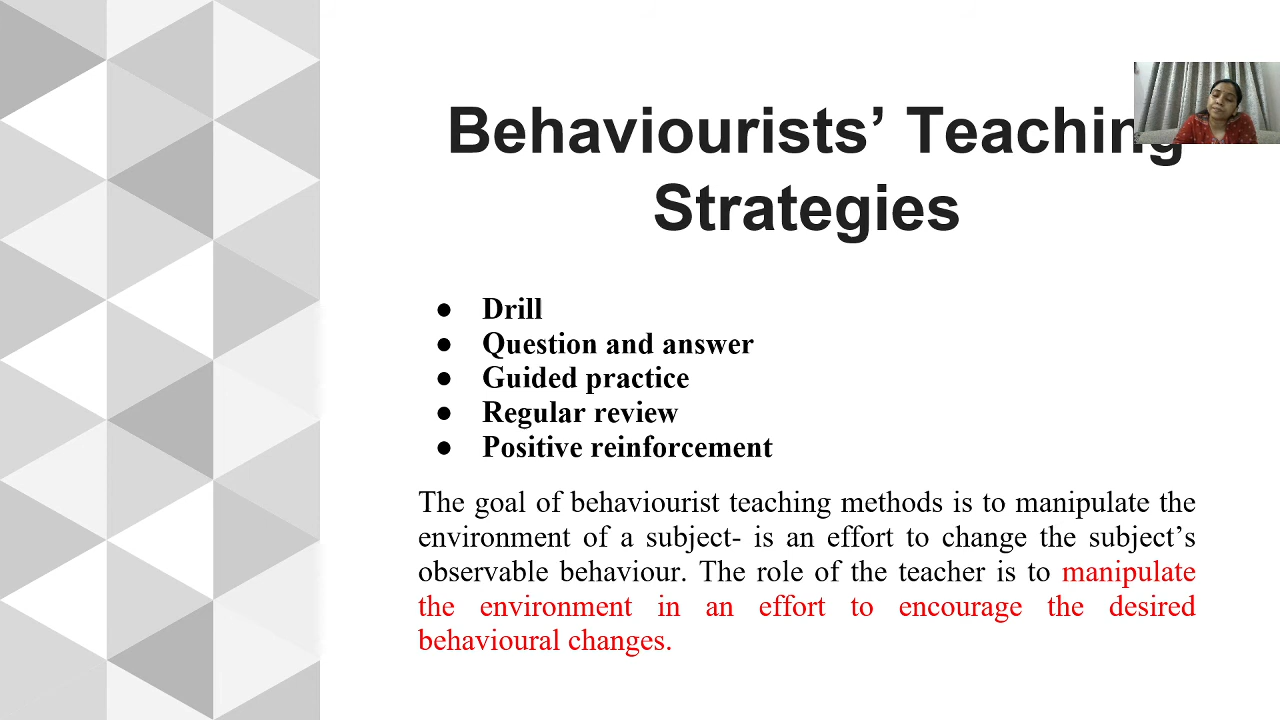 Behaviourists’ Teaching
Strategies
● Drill
● Question and answer
● Guided practice
● Regular review
● Positive reinforcement
The goal of behaviourist teaching methods is to manipulate the
environment of a subject- is an effort to change the subject’s
observable behaviour. The role of the teacher is to manipulate
the environment in an effort to encourage the desired
behavioural changes.